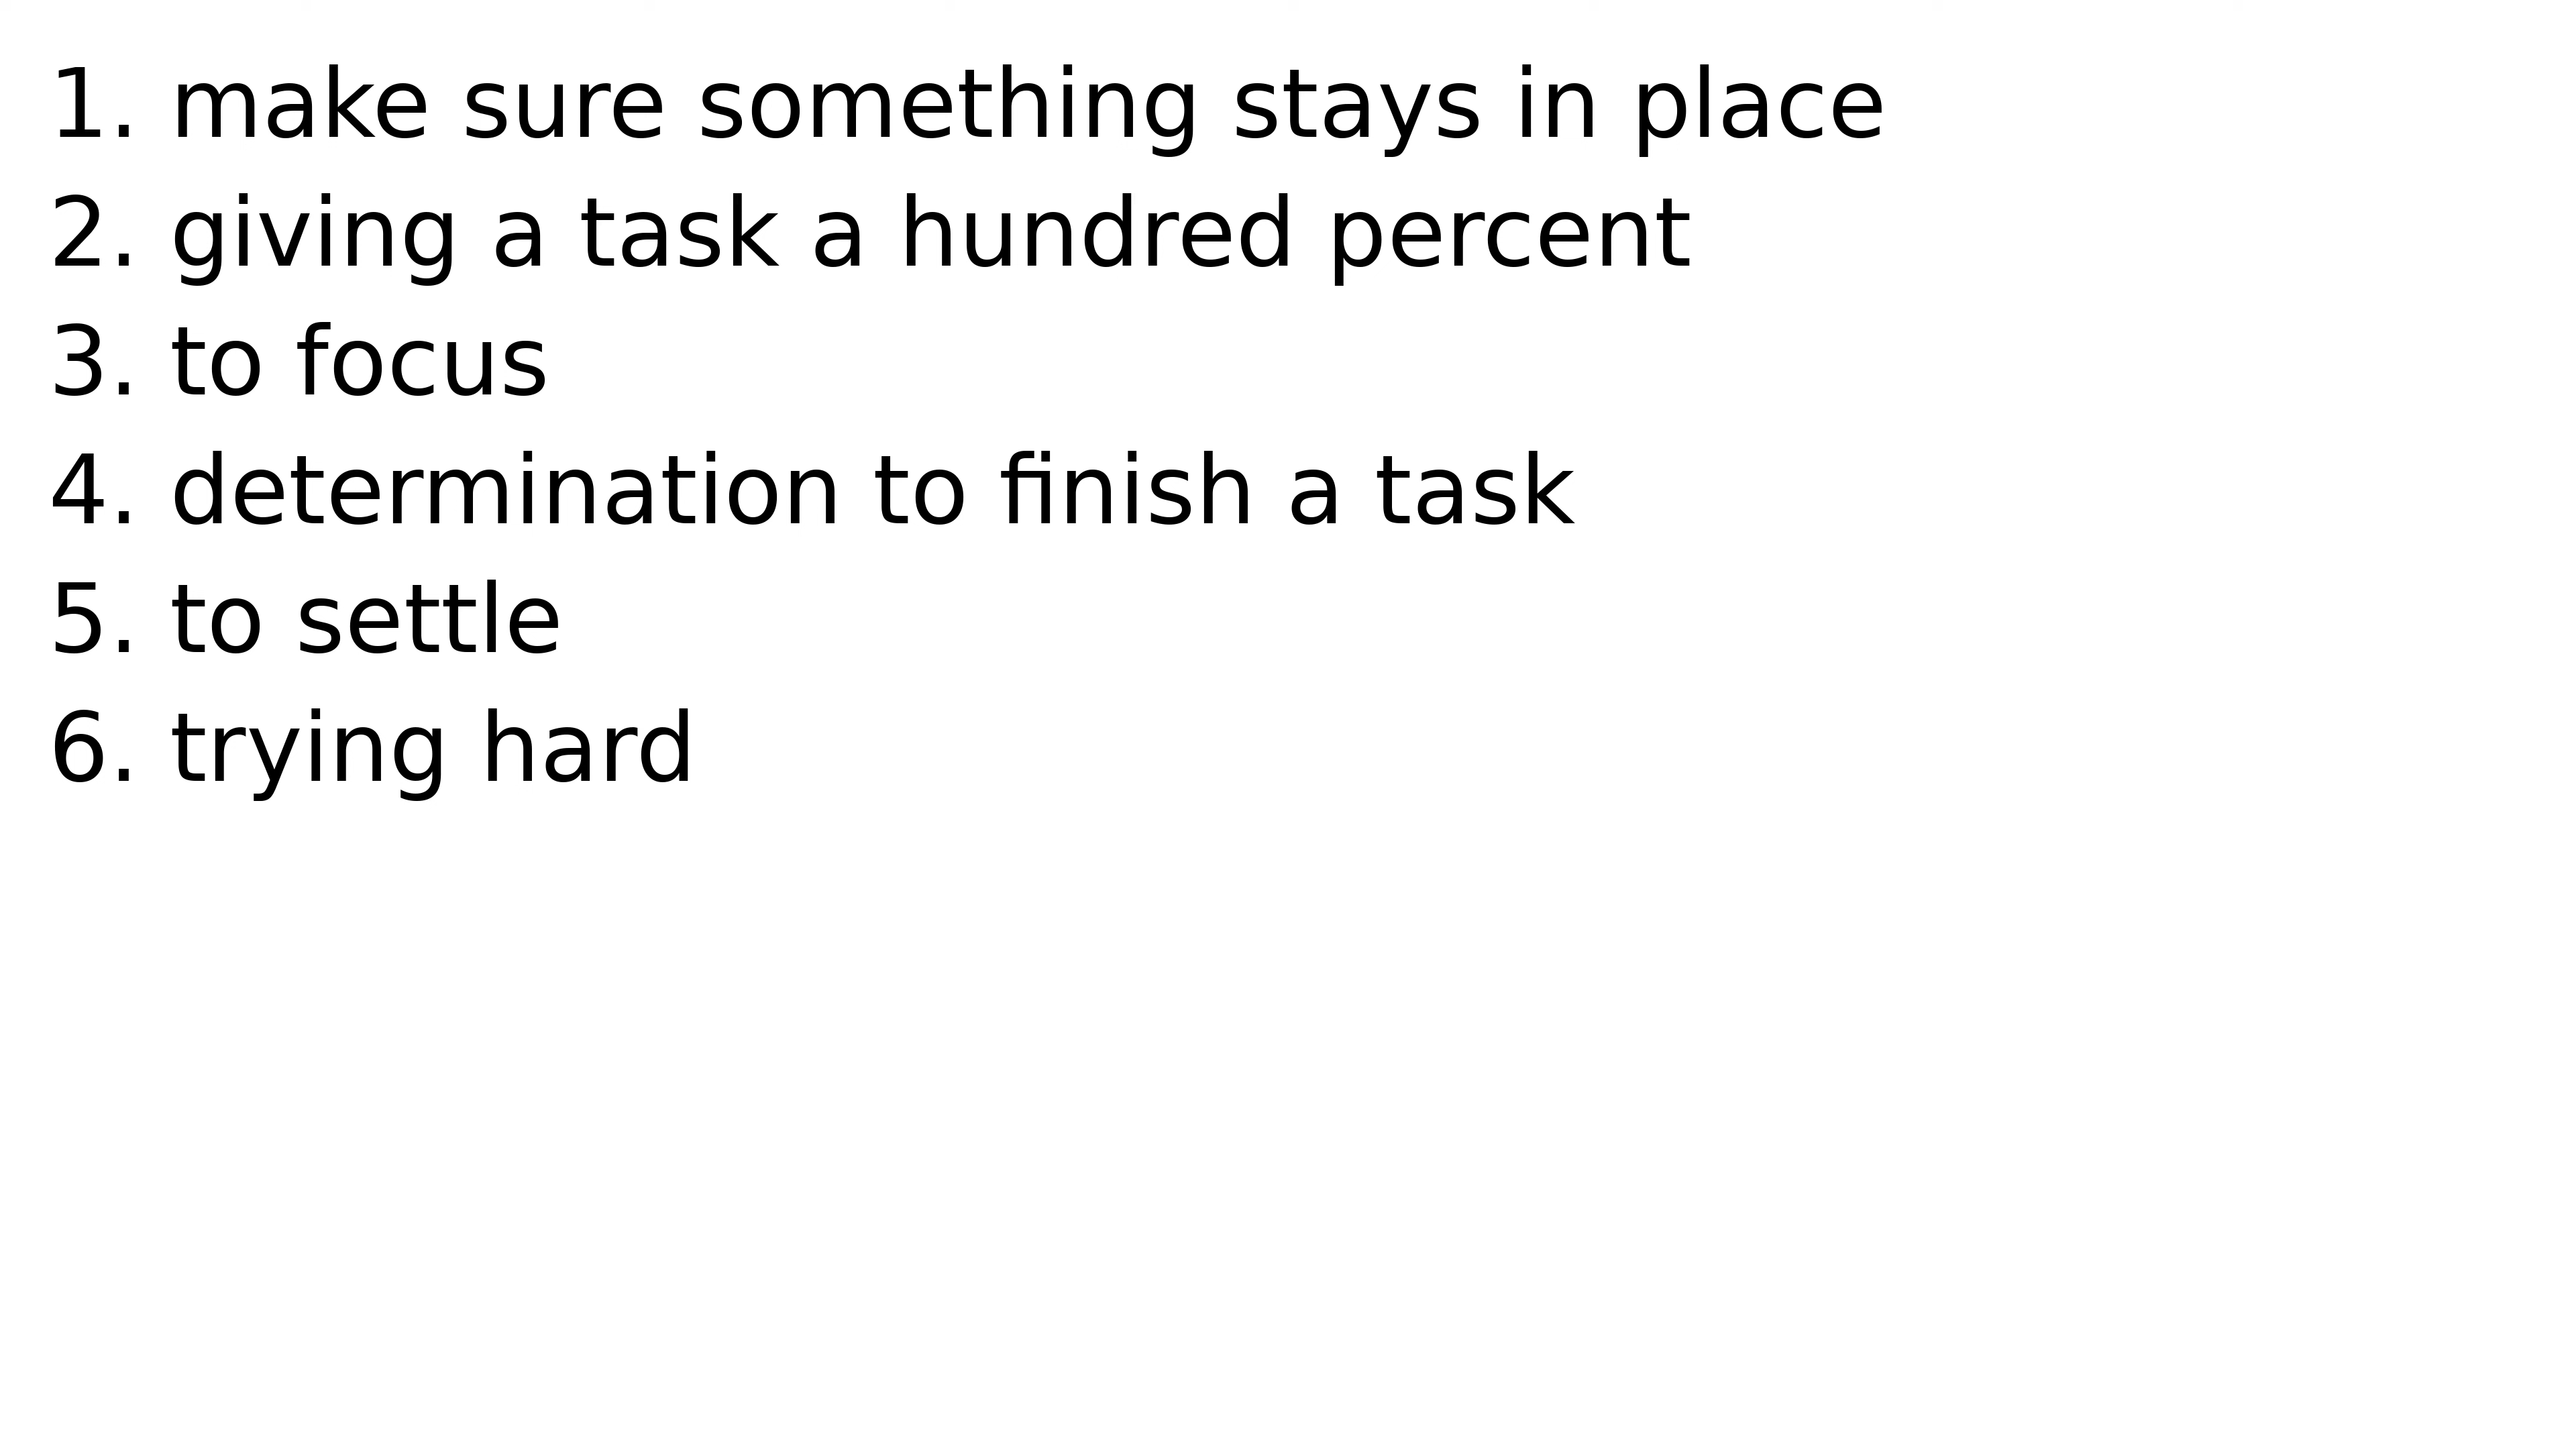 1. make sure something stays in place
2. giving a task a hundred percent
3. to focus
4. determination to finish a task
5. to settle
6. trying hard